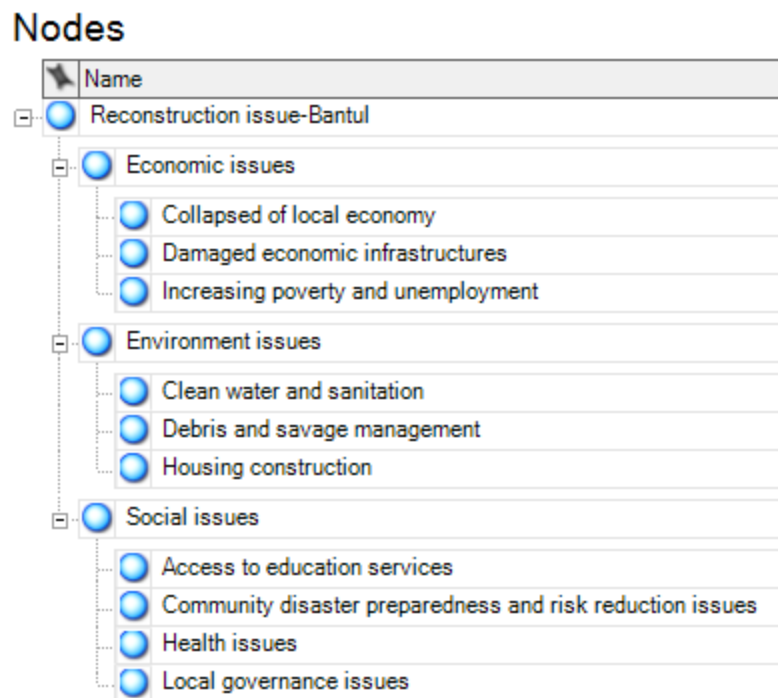 Nodes
Name
Reconstruction issue-Bantul
Economic issues
Collapsed of local economy
Damaged economic infrastructures
Increasing poverty and unemployment
Environment issues
Clean water and sanitation
Debris and savage management
Housing construction
Social issues
Access to education services
Community disaster preparedness and risk reduction issues
Health issues
Local governance issues